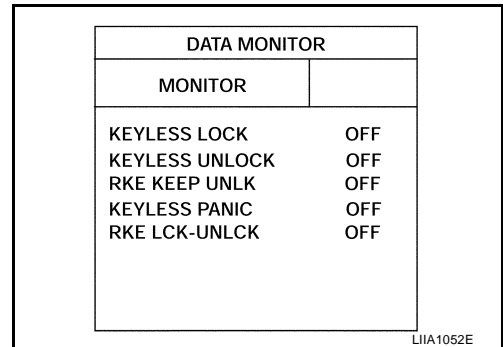 DATA MONITOR
MONITOR
KEYLESS LOCK OFF
KEYLESS UNLOCK OFF
RKE KEEP UNLK OFF
KEYLESS PANIC OFF
RKE LCK-UNLCK OFF
LIIA1052E